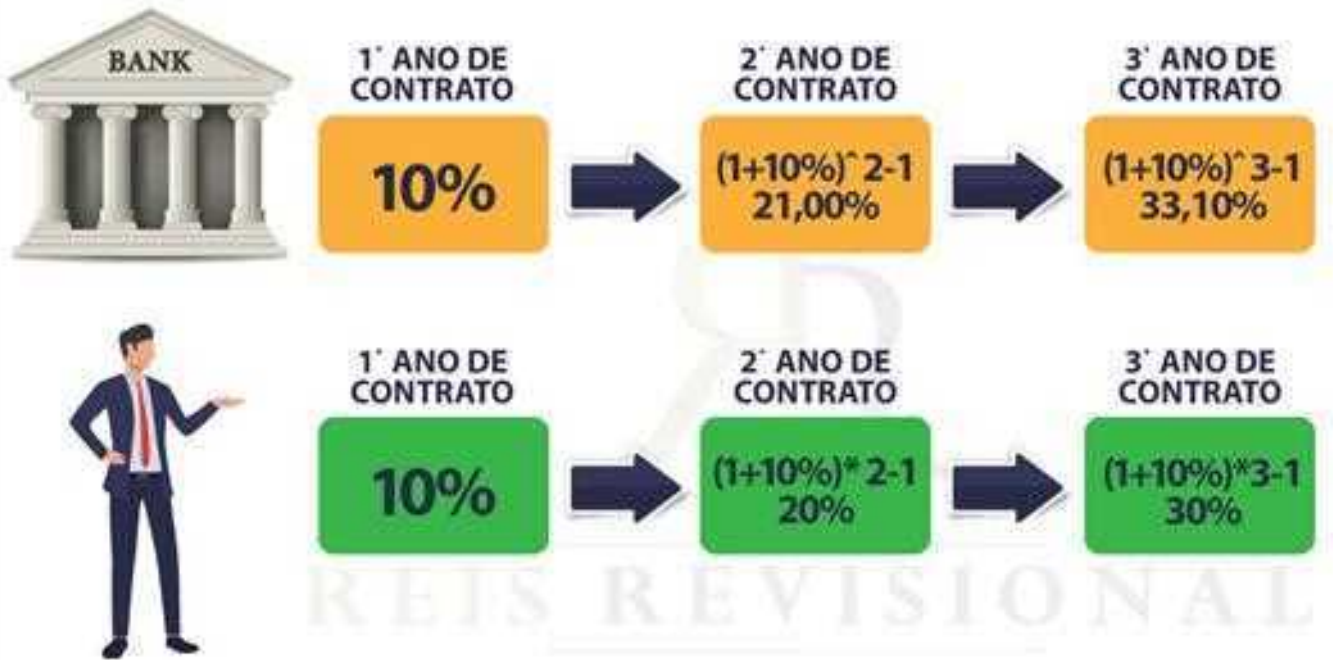 BANK
1° ANO DE
CONTRATO
10%
2° ANO DE
CONTRATO
(1+10%)^ 2-1
21,00%
3° ANO DE
CONTRATO
(1+10%)^ 3-1
33,10%
1° ANO DE
CONTRATO
10%
2° ANO DE
CONTRATO
(1+10%)* 2-1
20%
3° ANO DE
CONTRATO
(1+10%)*3-1
30%
REIS REVISIONAL